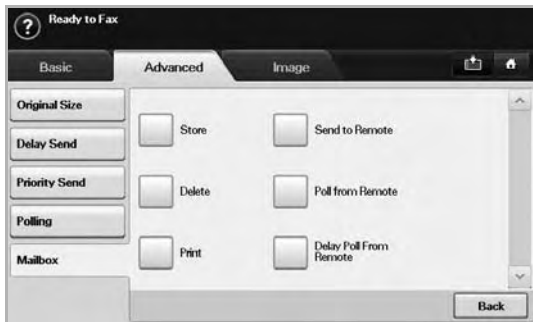 ? Ready to Fax
Basic Advanced Image
Original Size
Delay Send
Priority Send
Polling
Mailbox
Store Send to Remote
Delete Poll from Remote
Print Delay Poll From
Remote
Back